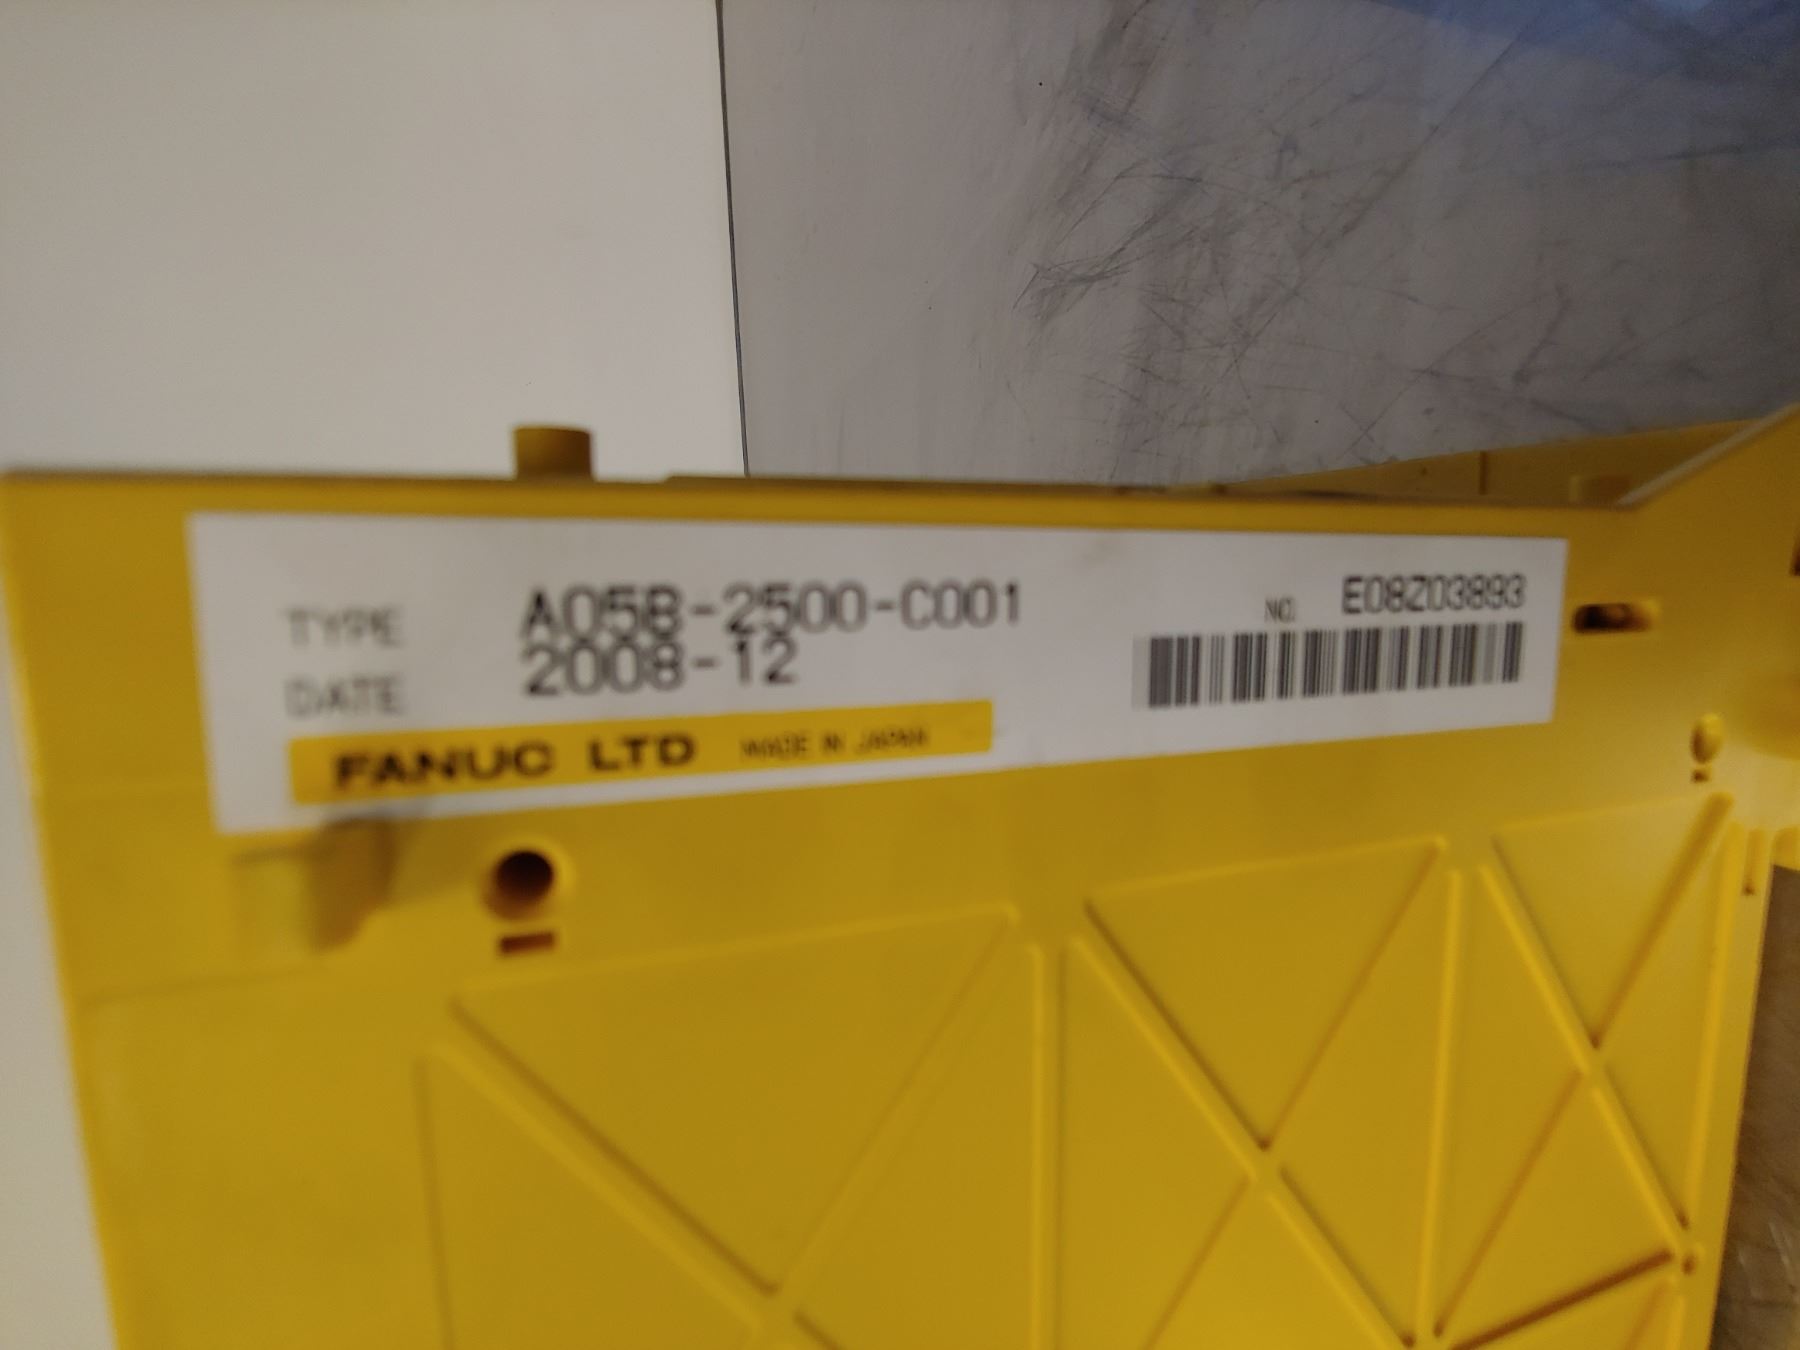 TYPE A05B-2500-C001
NO. E08Z03893
DATE 2008-12
FANUC LTD MADE IN JAPAN